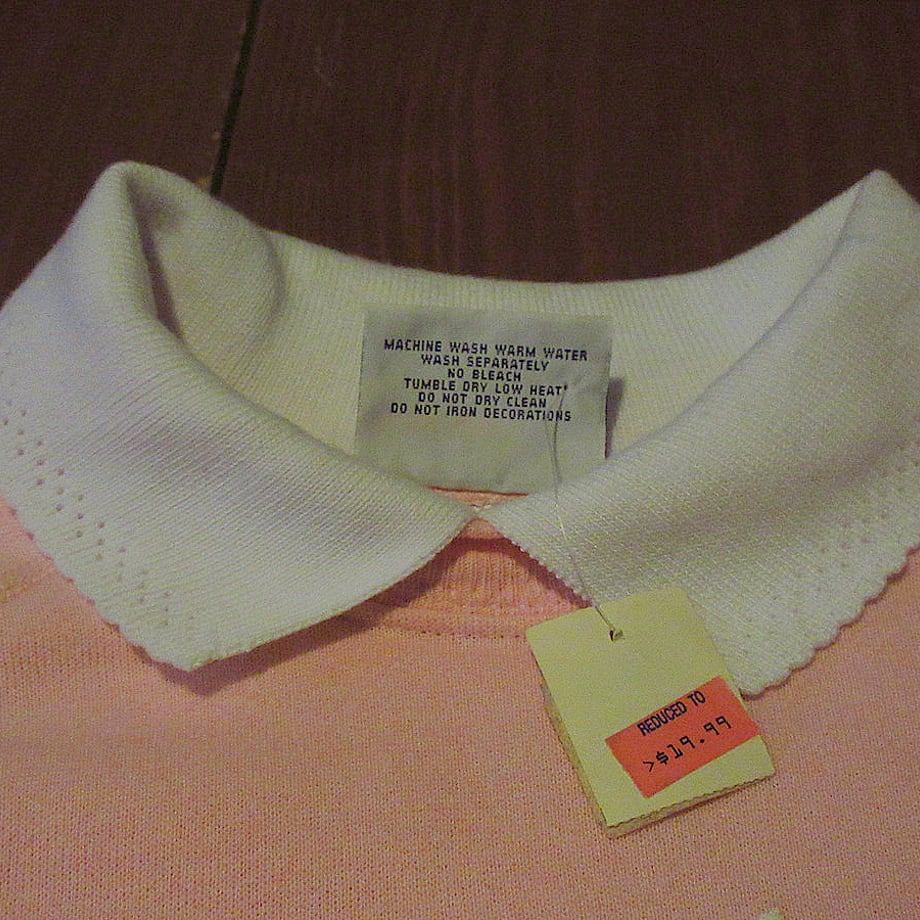 MACHINE WASH WARM WATER
WASH SEPARATELY
NO BLEACH
TUMBLE DRY LOW HEAT
DO NOT DRY CLEAN
DO NOT IRON DECORATIONS
REDUCED TO
>$19.99